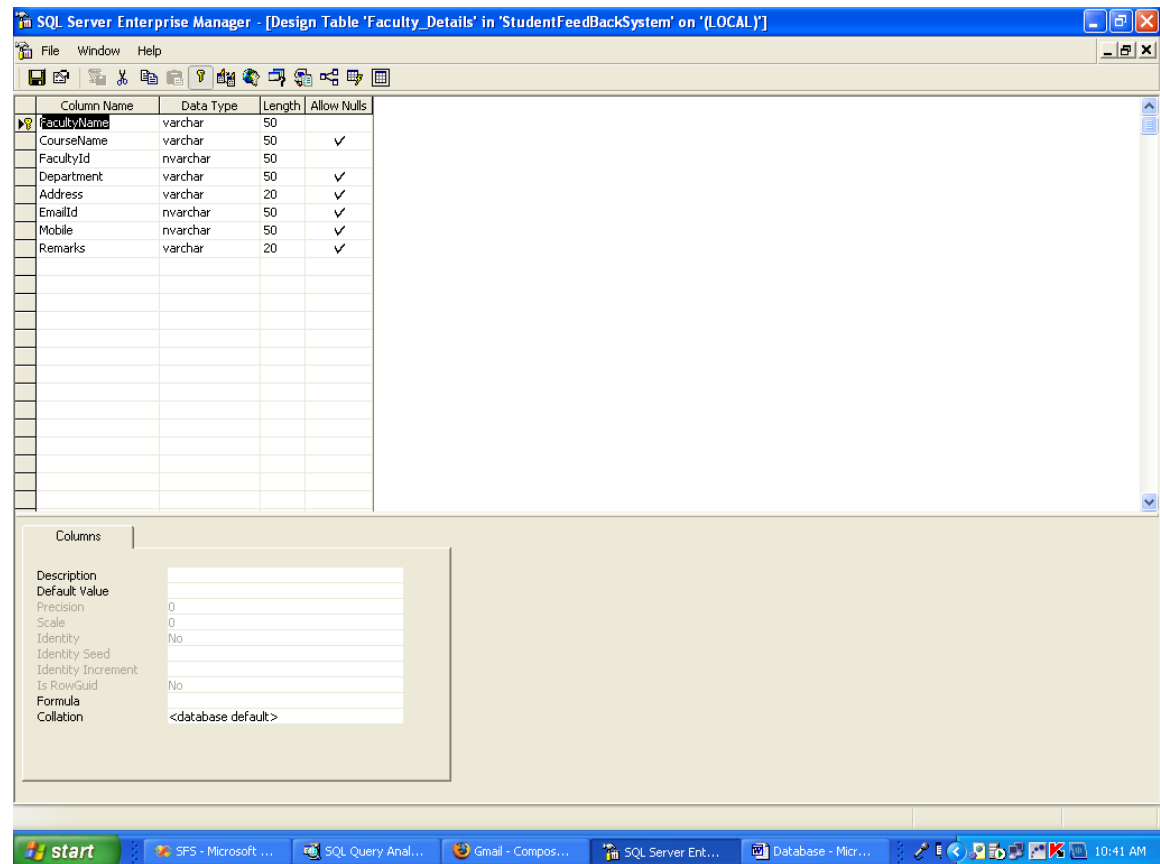 SQL Server Enterprise Manager - [Design Table 'Faculty_Details' in 'StudentFeedBackSystem' on '(LOCAL)']
File Window Help
Column Name Data Type Length Allow Nulls
FacultyName varchar 50
CourseName varchar 50
FacultyId nvarchar 50
Department varchar 50
Address varchar 20
EmailId nvarchar 50
Mobile nvarchar 50
Remarks varchar 20
Columns
Description
Default Value
Precision 0
Scale 0
Identity No
Identity Seed
Identity Increment
Is RowGuid No
Formula
Collation <database default>
start SFS - Microsoft ... SQL Query Anal... Gmail - Compos... SQL Server Ent... Database - Micr... 10:41 AM